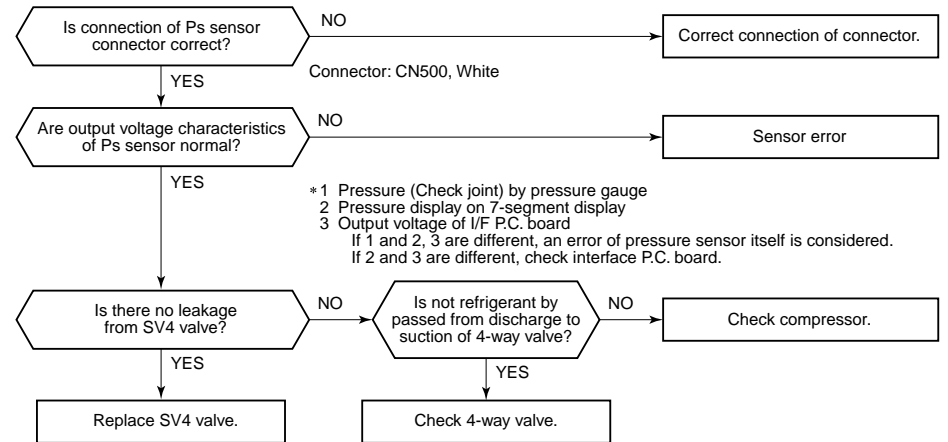 Is connection of Ps sensor
connector correct?
NO
Correct connection of connector.
Connector: CN500, White
YES
Are output voltage characteristics
of Ps sensor normal?
NO
Sensor error
YES
*1 Pressure (Check joint) by pressure gauge
2 Pressure display on 7-segment display
3 Output voltage of I/F P.C. board
If 1 and 2, 3 are different, an error of pressure sensor itself is considered.
If 2 and 3 are different, check interface P.C. board.
Is there no leakage
from SV4 valve?
NO
Is not refrigerant by
passed from discharge to
suction of 4-way valve?
NO
Check compressor.
YES
YES
Replace SV4 valve.
Check 4-way valve.